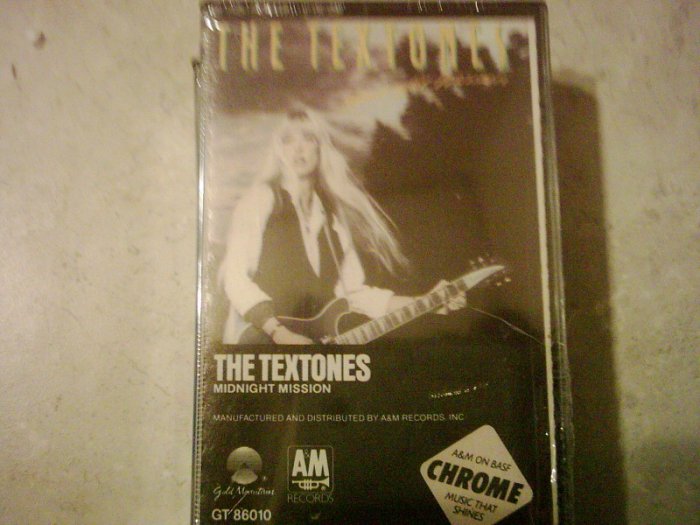 THE TEXTONES
THE TEXTONES
MIDNIGHT MISSION
MANUFACTURED AND DISTRIBUTED BY A&M RECORDS, INC.
Gold Mountain
GT 86010
AM
RECORDS
A&M ON BASF
CHROME
MUSIC THAT
SHINES